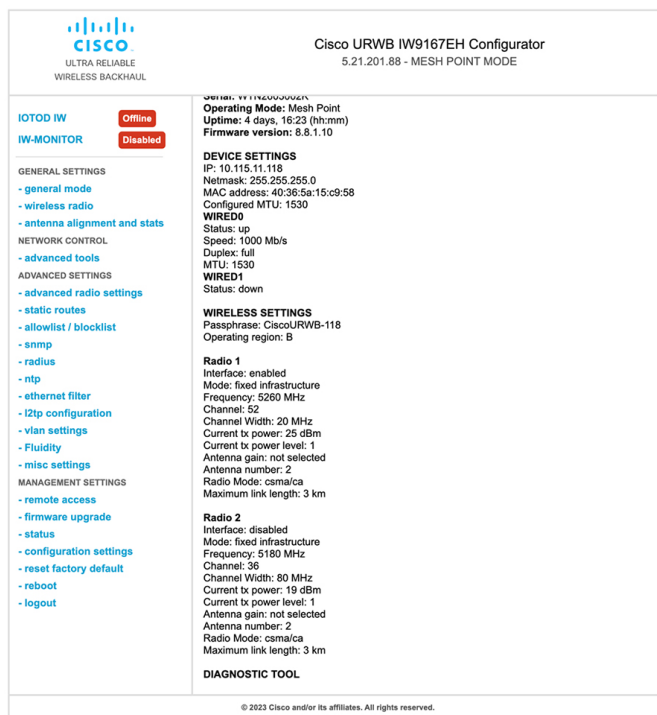 CISCO
ULTRA RELIABLE
WIRELESS BACKHAUL
Cisco URWB IW9167EH Configurator
5.21.201.88 - MESH POINT MODE
IOTOD IW Offline
IW-MONITOR Disabled
GENERAL SETTINGS
- general mode
- wireless radio
- antenna alignment and stats
NETWORK CONTROL
- advanced tools
ADVANCED SETTINGS
- advanced radio settings
- static routes
- allowlist / blocklist
- snmp
- radius
- ntp
- ethernet filter
- l2tp configuration
- vlan settings
- Fluidity
- misc settings
MANAGEMENT SETTINGS
- remote access
- firmware upgrade
- status
- configuration settings
- reset factory default
- reboot
- logout
Serial:
Operating Mode: Mesh Point
Uptime: 4 days, 16:23 (hh:mm)
Firmware version: 8.8.1.10
DEVICE SETTINGS
IP: 10.115.11.118
Netmask: 255.255.255.0
MAC address: 40:36:5a:15:c9:58
Configured MTU: 1530
WIRED0
Status: up
Speed: 1000 Mb/s
Duplex: full
MTU: 1530
WIRED1
Status: down
WIRELESS SETTINGS
Passphrase: CiscoURWB-118
Operating region: B
Radio 1
Interface: enabled
Mode: fixed infrastructure
Frequency: 5260 MHz
Channel: 52
Channel Width: 20 MHz
Current tx power: 25 dBm
Current tx power level: 1
Antenna gain: not selected
Antenna number: 2
Radio Mode: csma/ca
Maximum link length: 3 km
Radio 2
Interface: disabled
Mode: fixed infrastructure
Frequency: 5180 MHz
Channel: 36
Channel Width: 80 MHz
Current tx power: 19 dBm
Current tx power level: 1
Antenna gain: not selected
Antenna number: 2
Radio Mode: csma/ca
Maximum link length: 3 km
DIAGNOSTIC TOOL
© 2023 Cisco and/or its affiliates. All rights reserved.